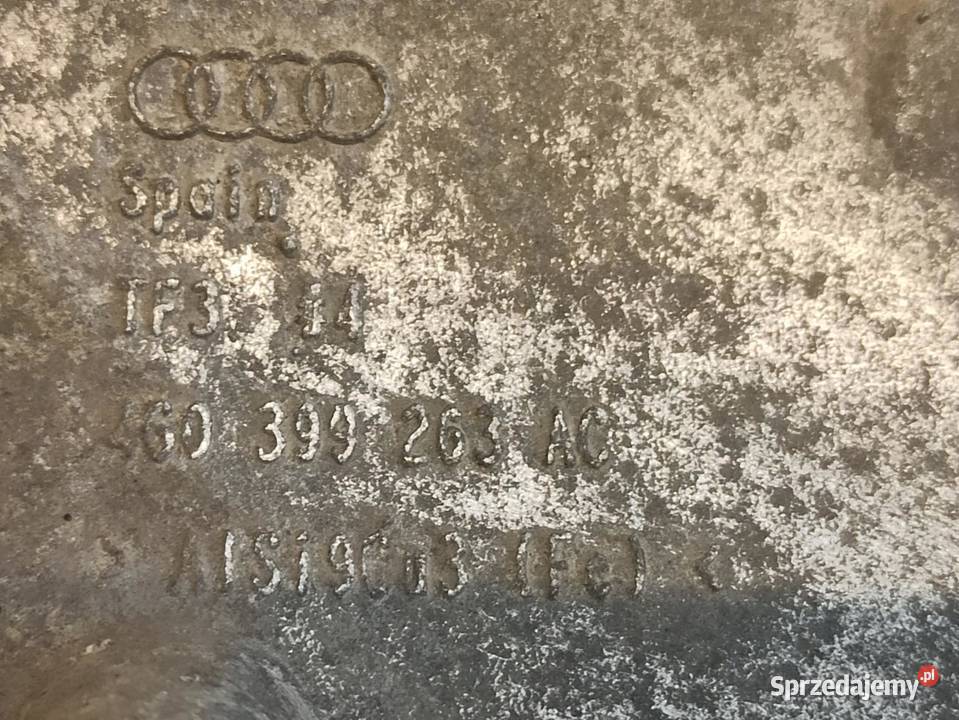 Spain
4G0 399 263 AC
> AlSi9Cu3 (Fe) <
Sprzedajemy.pl